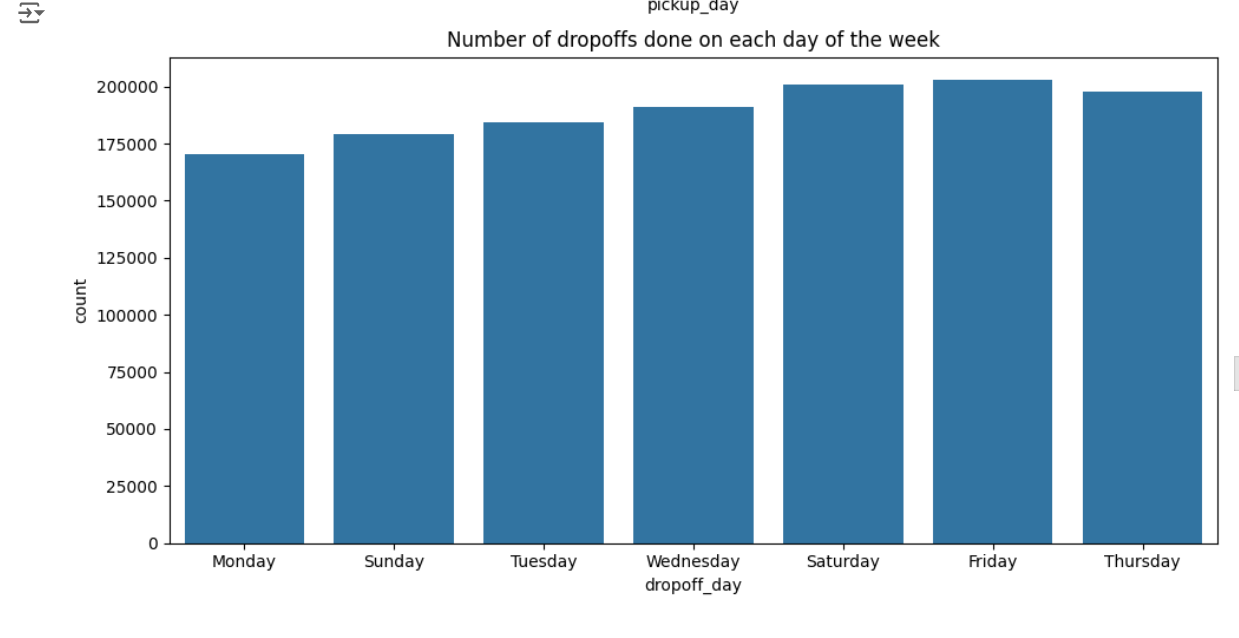 pickup_day
Number of dropoffs done on each day of the week
200000
175000
150000
125000
100000
75000
50000
25000
0
count
Monday Sunday Tuesday Wednesday Saturday Friday Thursday
dropoff_day